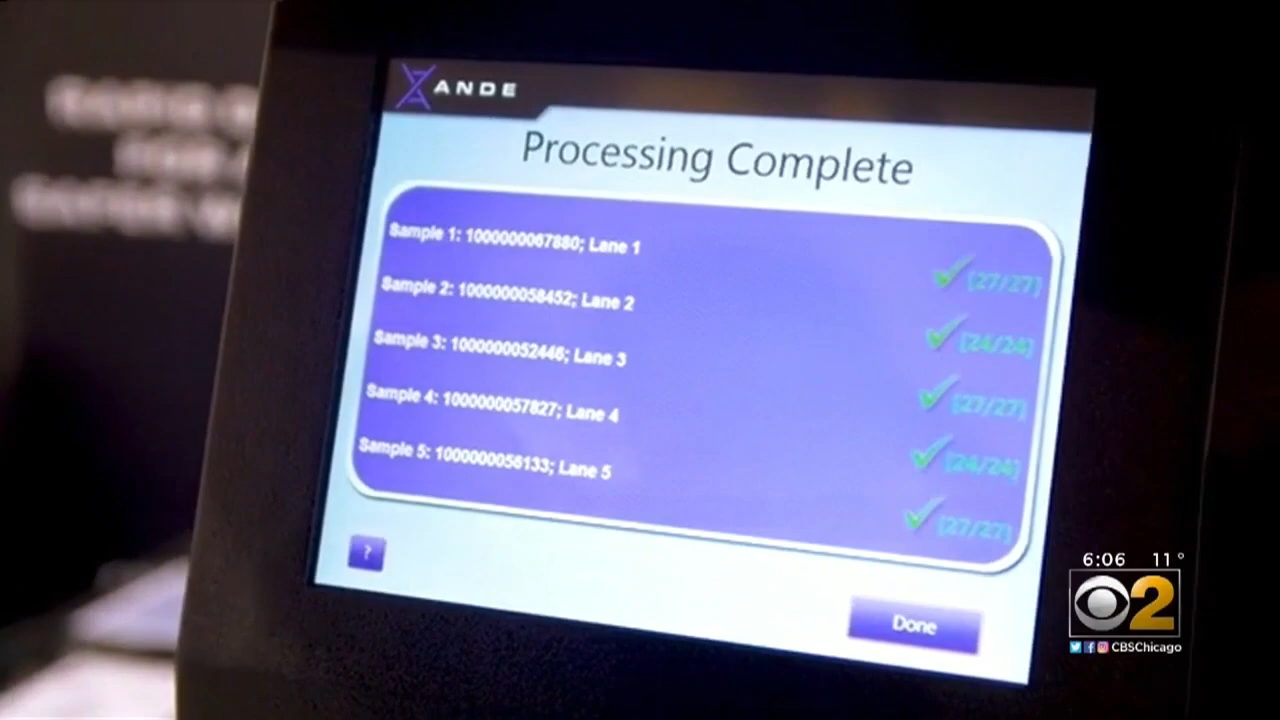 ANDE
Processing Complete
Sample 1: 1000000067880; Lane 1
[27/27]
Sample 2: 1000000058452; Lane 2
[24/24]
Sample 3: 1000000052446; Lane 3
[27/27]
Sample 4: 1000000057827; Lane 4
[24/24]
Sample 5: 1000000056133; Lane 5
[27/27]
?
Done
6:06 11°
2
CBSChicago